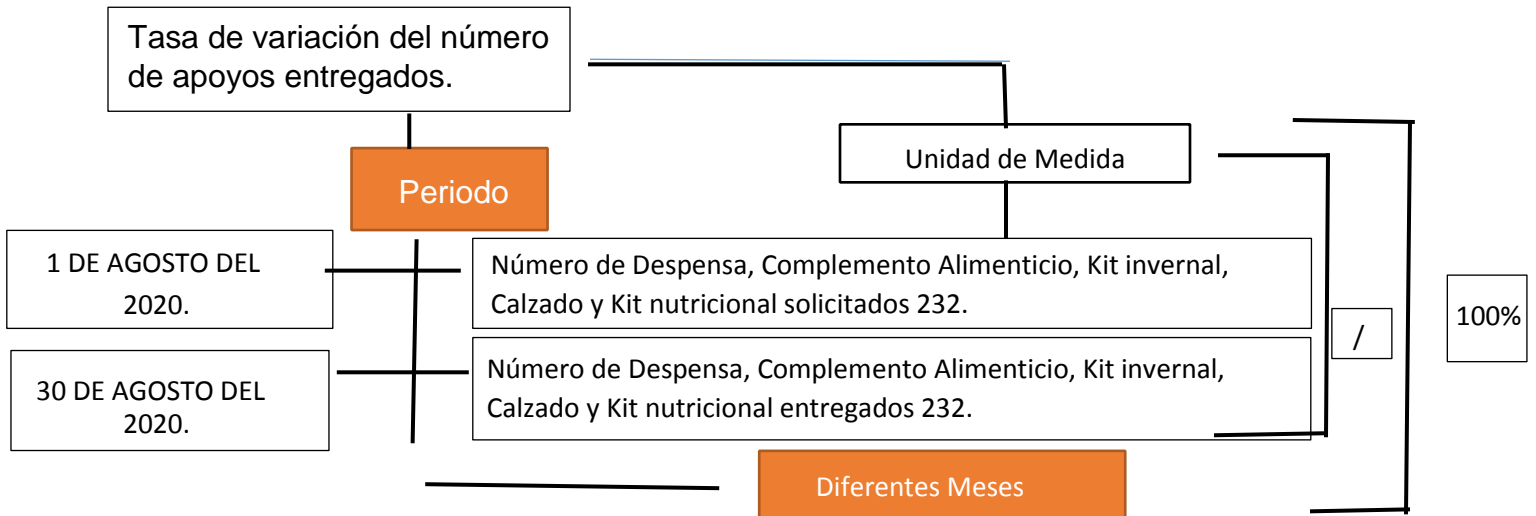 Tasa de variación del número
de apoyos entregados.
Unidad de Medida
Periodo
1 DE AGOSTO DEL
2020.
Número de Despensa, Complemento Alimenticio, Kit invernal,
Calzado y Kit nutricional solicitados 232.
/
100%
30 DE AGOSTO DEL
2020.
Número de Despensa, Complemento Alimenticio, Kit invernal,
Calzado y Kit nutricional entregados 232.
Diferentes Meses